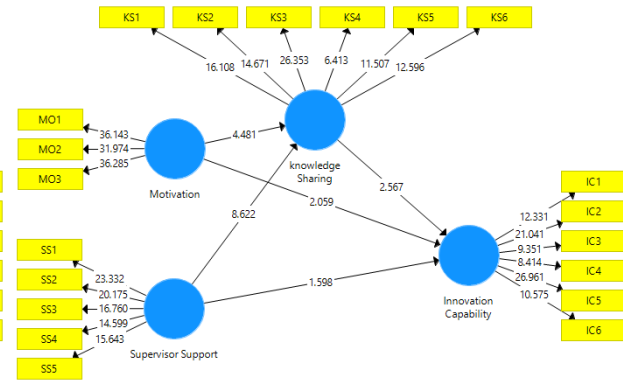 KS1 KS2 KS3 KS4 KS5 KS6
16.108 14.671 26.353 6.413 11.507 12.596
MO1
MO2
MO3
36.143
31.974
36.285
Motivation
4.481
knowledge
Sharing
2.567
2.059
8.622
1.598
SS1
SS2
SS3
SS4
SS5
23.332
20.175
16.760
14.599
15.643
Supervisor Support
Innovation
Capability
12.331
21.041
9.351
8.414
26.961
10.575
IC1
IC2
IC3
IC4
IC5
IC6